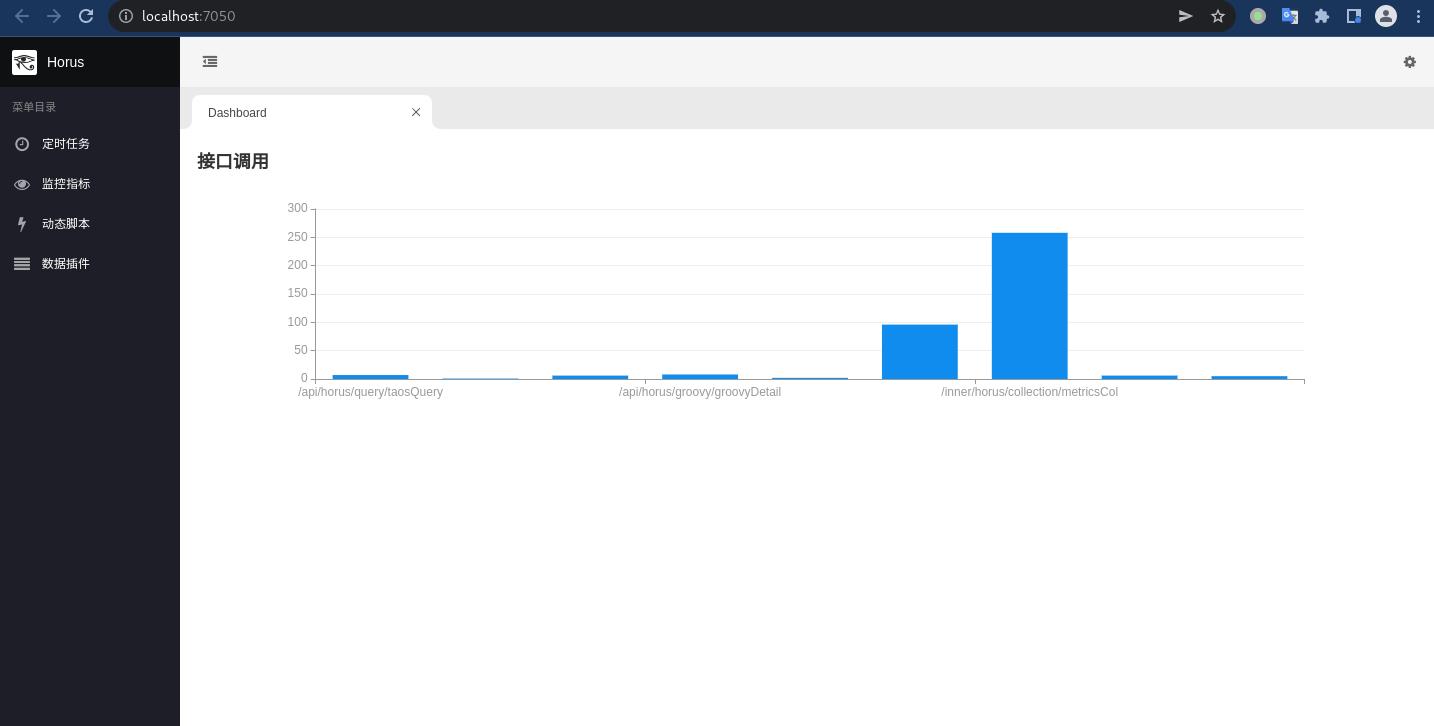 localhost:7050
Horus
菜单目录
定时任务
监控指标
动态脚本
数据插件
Dashboard
接口调用
300
250
200
150
100
50
0
/api/horus/query/taosQuery
/api/horus/groovy/groovyDetail
/inner/horus/collection/metricsCol